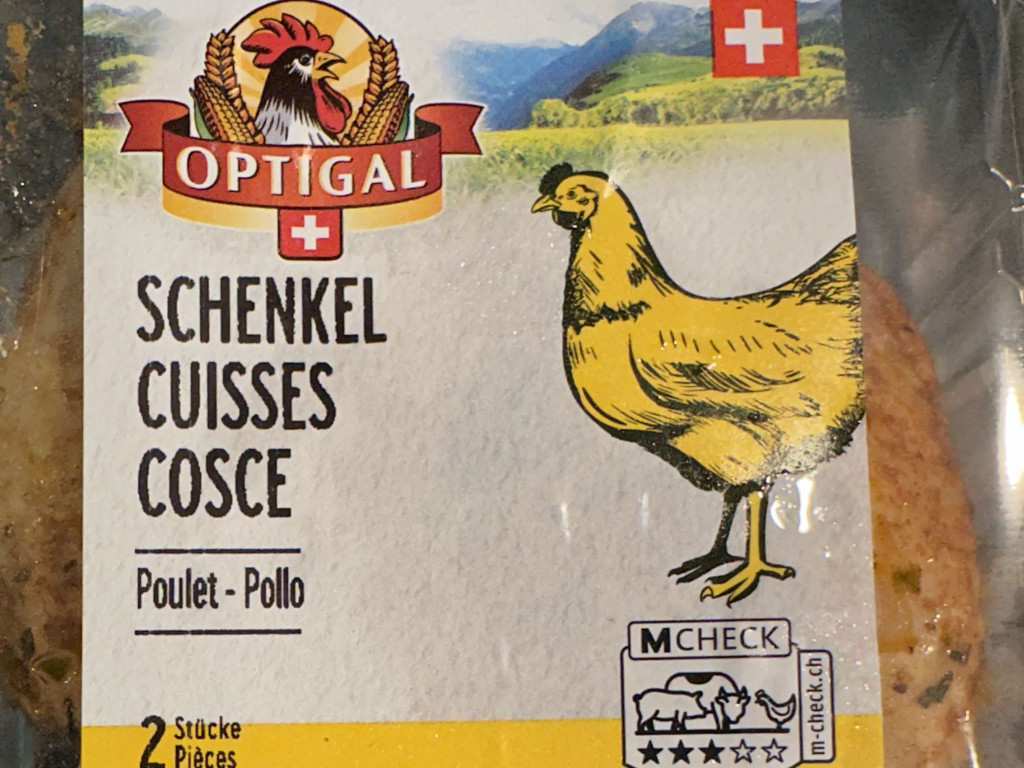 OPTIGAL
SCHENKEL
CUISSES
COSCE
Poulet - Pollo
MCHECK
m-check.ch
2 Stücke
Pièces